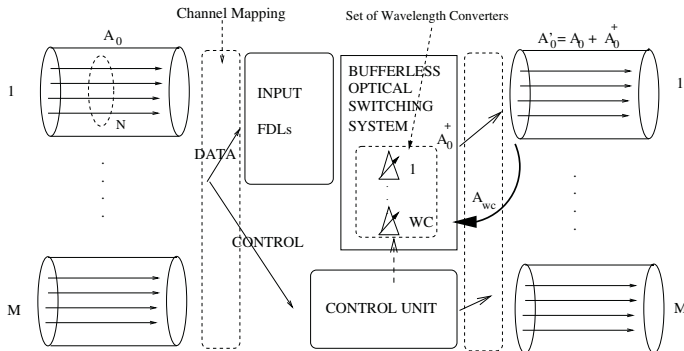 Channel Mapping
Set of Wavelength Converters
A₀
A'₀= A₀ + A₀⁺
1
N
INPUT
FDLs
BUFFERLESS
OPTICAL
SWITCHING
SYSTEM
A₀⁺
1
DATA
1
WC
A_wc
CONTROL
M
CONTROL UNIT
M